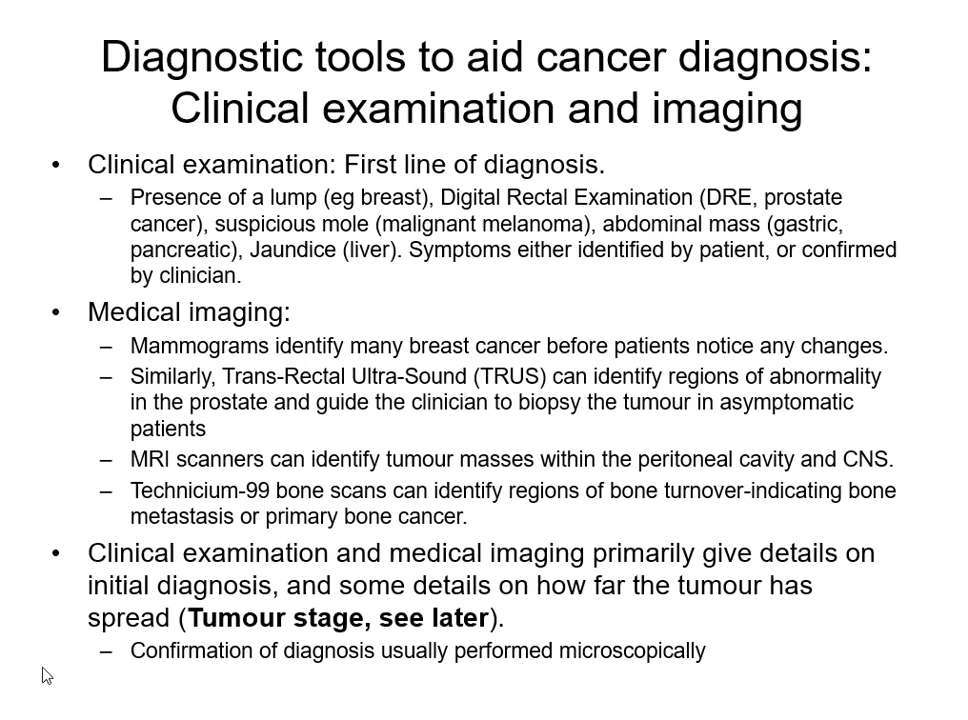 Diagnostic tools to aid cancer diagnosis:
Clinical examination and imaging
• Clinical examination: First line of diagnosis.
– Presence of a lump (eg breast), Digital Rectal Examination (DRE, prostate
cancer), suspicious mole (malignant melanoma), abdominal mass (gastric,
pancreatic), Jaundice (liver). Symptoms either identified by patient, or confirmed
by clinician.
• Medical imaging:
– Mammograms identify many breast cancer before patients notice any changes.
– Similarly, Trans-Rectal Ultra-Sound (TRUS) can identify regions of abnormality
in the prostate and guide the clinician to biopsy the tumour in asymptomatic
patients
– MRI scanners can identify tumour masses within the peritoneal cavity and CNS.
– Technicium-99 bone scans can identify regions of bone turnover-indicating bone
metastasis or primary bone cancer.
• Clinical examination and medical imaging primarily give details on
initial diagnosis, and some details on how far the tumour has
spread (Tumour stage, see later).
– Confirmation of diagnosis usually performed microscopically